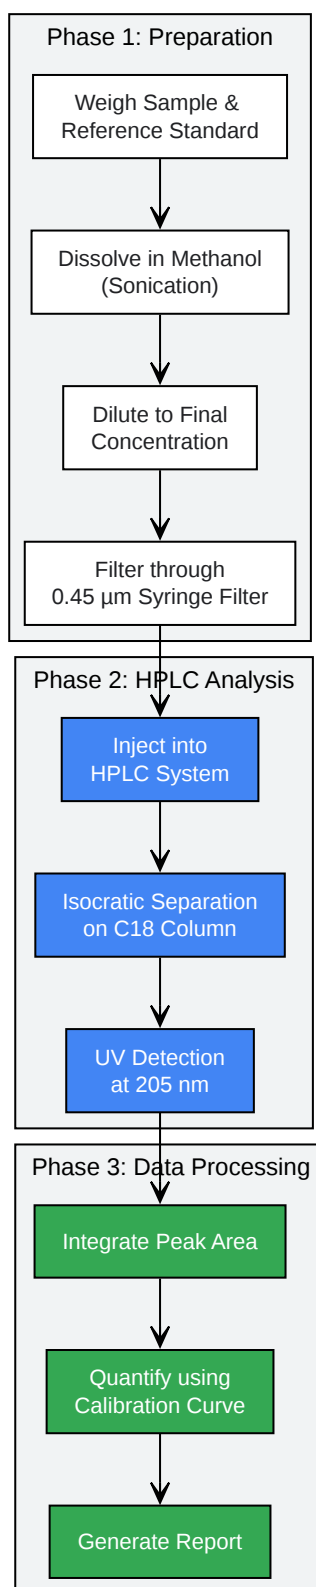 Phase 1: Preparation
Weigh Sample &
Reference Standard
Dissolve in Methanol
(Sonication)
Dilute to Final
Concentration
Filter through
0.45 µm Syringe Filter
Phase 2: HPLC Analysis
Inject into
HPLC System
Isocratic Separation
on C18 Column
UV Detection
at 205 nm
Phase 3: Data Processing
Integrate Peak Area
Quantify using
Calibration Curve
Generate Report